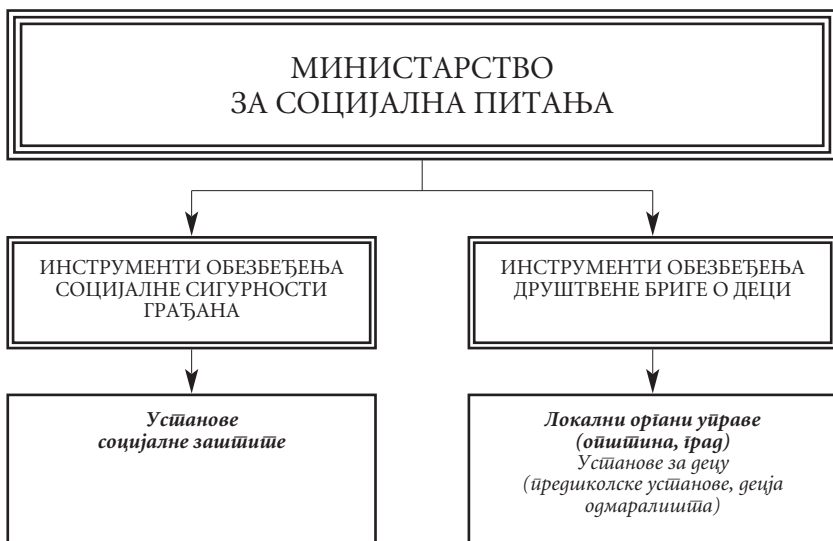 МИНИСТАРСТВО
ЗА СОЦИЈАЛНА ПИТАЊА
ИНСТРУМЕНТИ ОБЕЗБЕЂЕЊА
СОЦИЈАЛНЕ СИГУРНОСТИ
ГРАЂАНА
ИНСТРУМЕНТИ ОБЕЗБЕЂЕЊА
ДРУШТВЕНЕ БРИГЕ О ДЕЦИ
Установе
социјалне заштите
Локални органи управе
(општина, град)
Установе за децу
(предшколске установе, децја
одмаралишта)